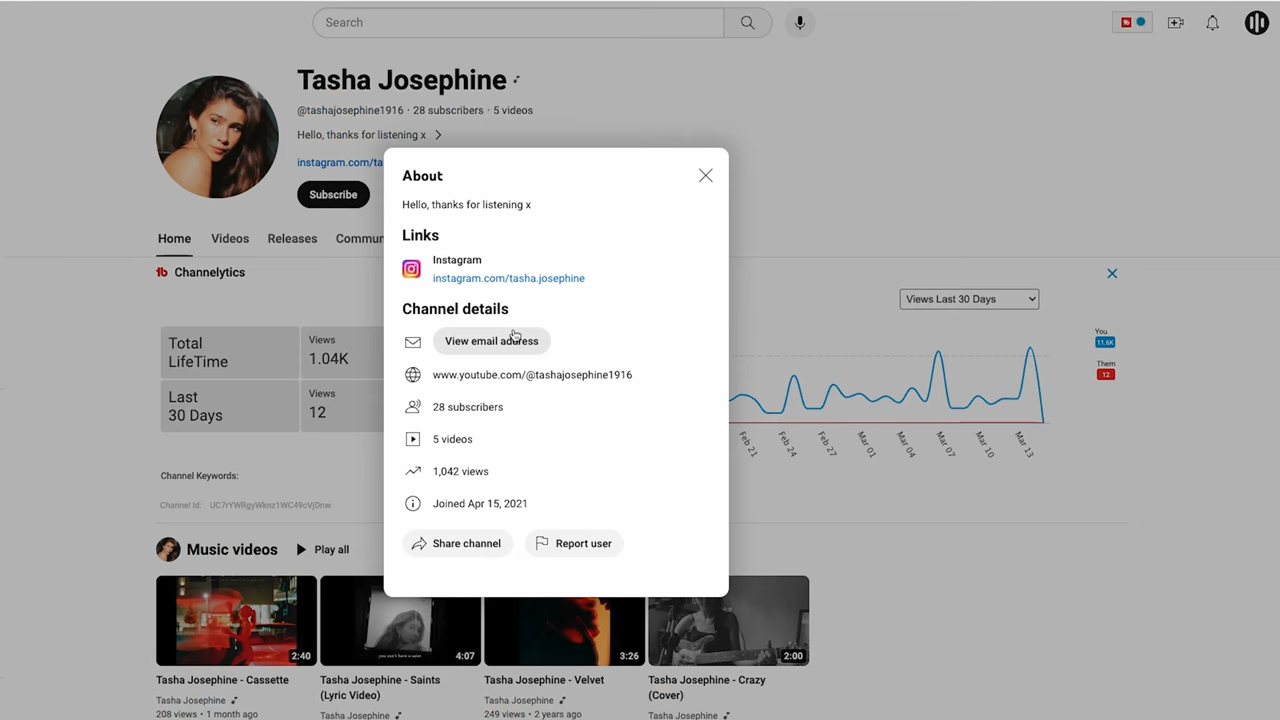 Search
Tasha Josephine
@tashajosephine1916 · 28 subscribers · 5 videos
Hello, thanks for listening x
instagram.com/ta
Subscribe
Home
Videos
Releases
Commun
Channelytics
Views Last 30 Days
Total
LifeTime
Views
1.04K
Last
30 Days
Views
12
You
11.6K
Them
12
Feb 21
Feb 24
Feb 27
Mar 01
Mar 04
Mar 07
Mar 10
Mar 13
Channel Keywords:
Channel Id: UC7rYWRgyWknz1WC49cVjDnw
About
Hello, thanks for listening x
Links
Instagram
instagram.com/tasha.josephine
Channel details
View email address
www.youtube.com/@tashajosephine1916
28 subscribers
5 videos
1,042 views
Joined Apr 15, 2021
Share channel
Report user
Music videos
Play all
2:40
you don't have a saint
4:07
3:26
2:00
Tasha Josephine - Cassette
Tasha Josephine
208 views • 1 month ago
Tasha Josephine - Saints
(Lyric Video)
Tasha Josephine
Tasha Josephine - Velvet
Tasha Josephine
249 views • 2 years ago
Tasha Josephine - Crazy
(Cover)
Tasha Josephine